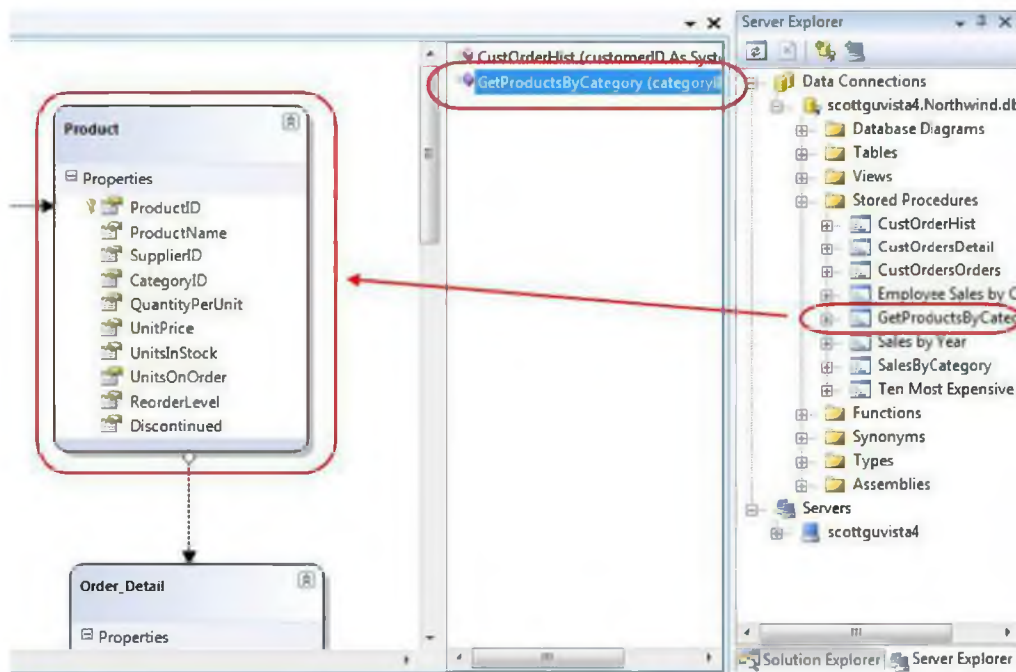 Product
Properties
ProductID
ProductName
SupplierID
CategoryID
QuantityPerUnit
UnitPrice
UnitsInStock
UnitsOnOrder
ReorderLevel
Discontinued
Order_Detail
Properties
CustOrderHist (customerID As Syst
GetProductsByCategory (categoryI
Server Explorer
Data Connections
scottguvista4.Northwind.db
Database Diagrams
Tables
Views
Stored Procedures
CustOrderHist
CustOrdersDetail
CustOrdersOrders
Employee Sales by C
GetProductsByCateg
Sales by Year
SalesByCategory
Ten Most Expensive
Functions
Synonyms
Types
Assemblies
Servers
scottguvista4
Solution Explorer
Server Explorer